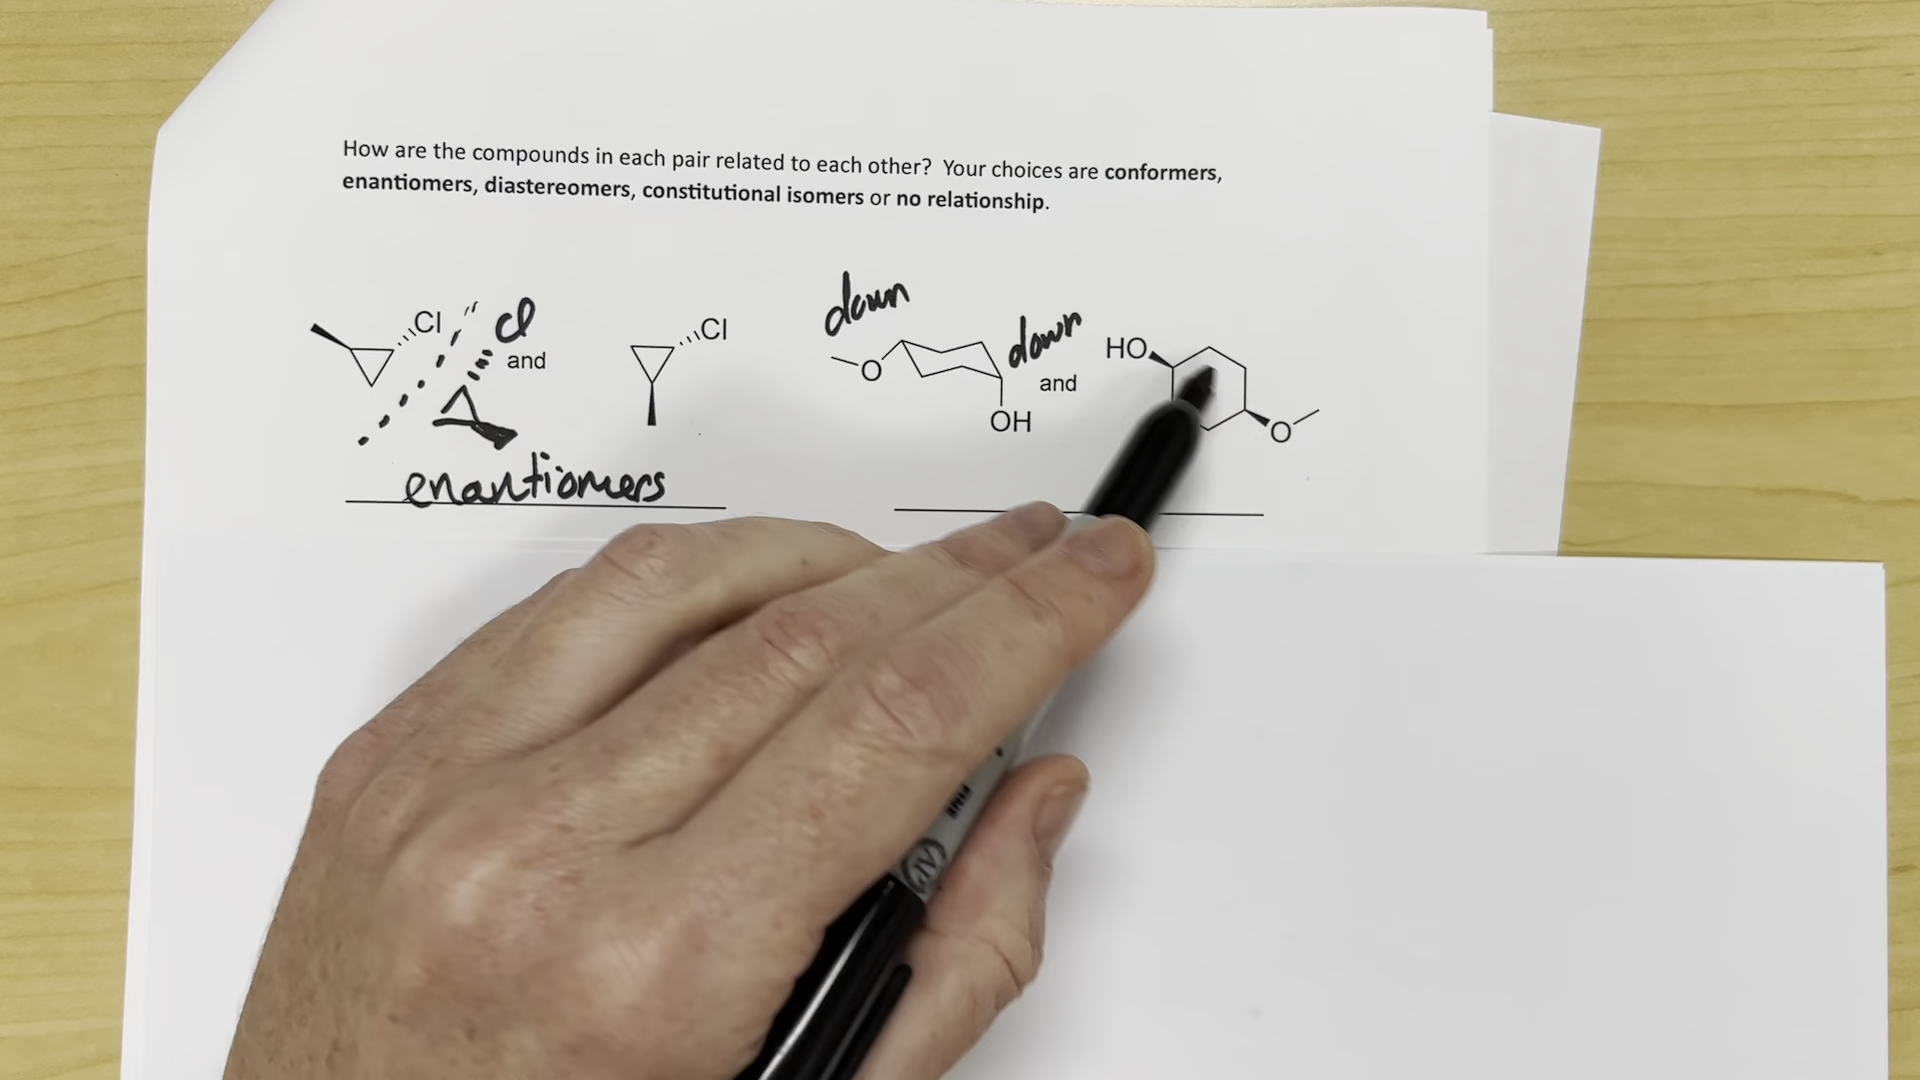 How are the compounds in each pair related to each other? Your choices are conformers,
enantiomers, diastereomers, constitutional isomers or no relationship.
Cl
Cl
and
Cl
down
O
down
OH
and
HO
O
enantiomers